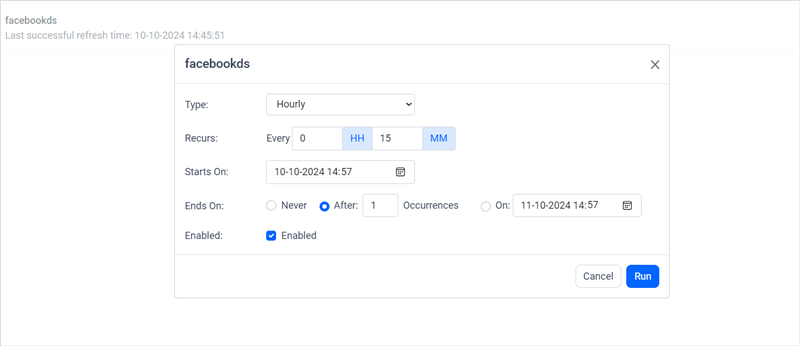 facebookds
Last successful refresh time: 10-10-2024 14:45:51
facebookds
Type: Hourly
Recurs: Every 0 HH 15 MM
Starts On: 10-10-2024 14:57
Ends On: Never After: 1 Occurrences On: 11-10-2024 14:57
Enabled: Enabled
Cancel Run